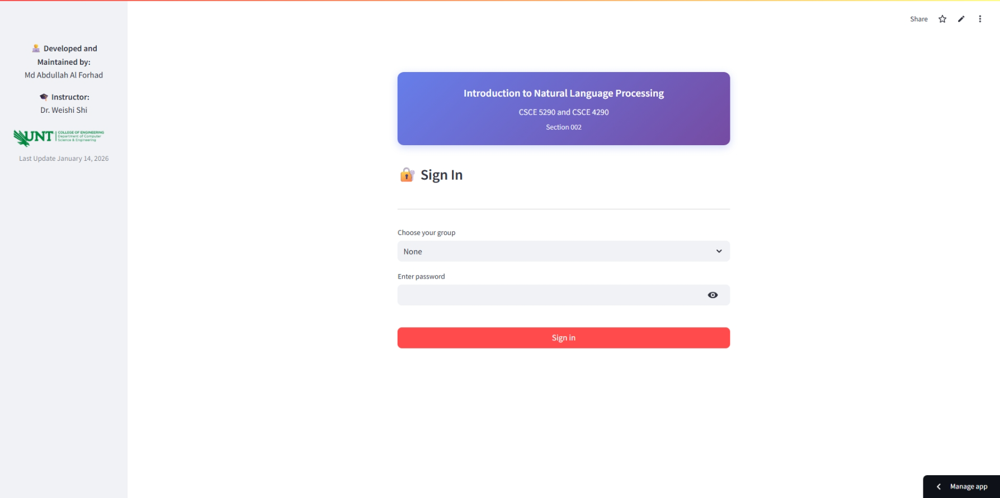 Share
Developed and
Maintained by:
Md Abdullah Al Forhad
Instructor:
Dr. Weishi Shi
UNT
COLLEGE OF ENGINEERING
Department of Computer
Science & Engineering
Last Update January 14, 2026
Introduction to Natural Language Processing
CSCE 5290 and CSCE 4290
Section 002
Sign In
Choose your group
None
Enter password
Sign in
Manage app